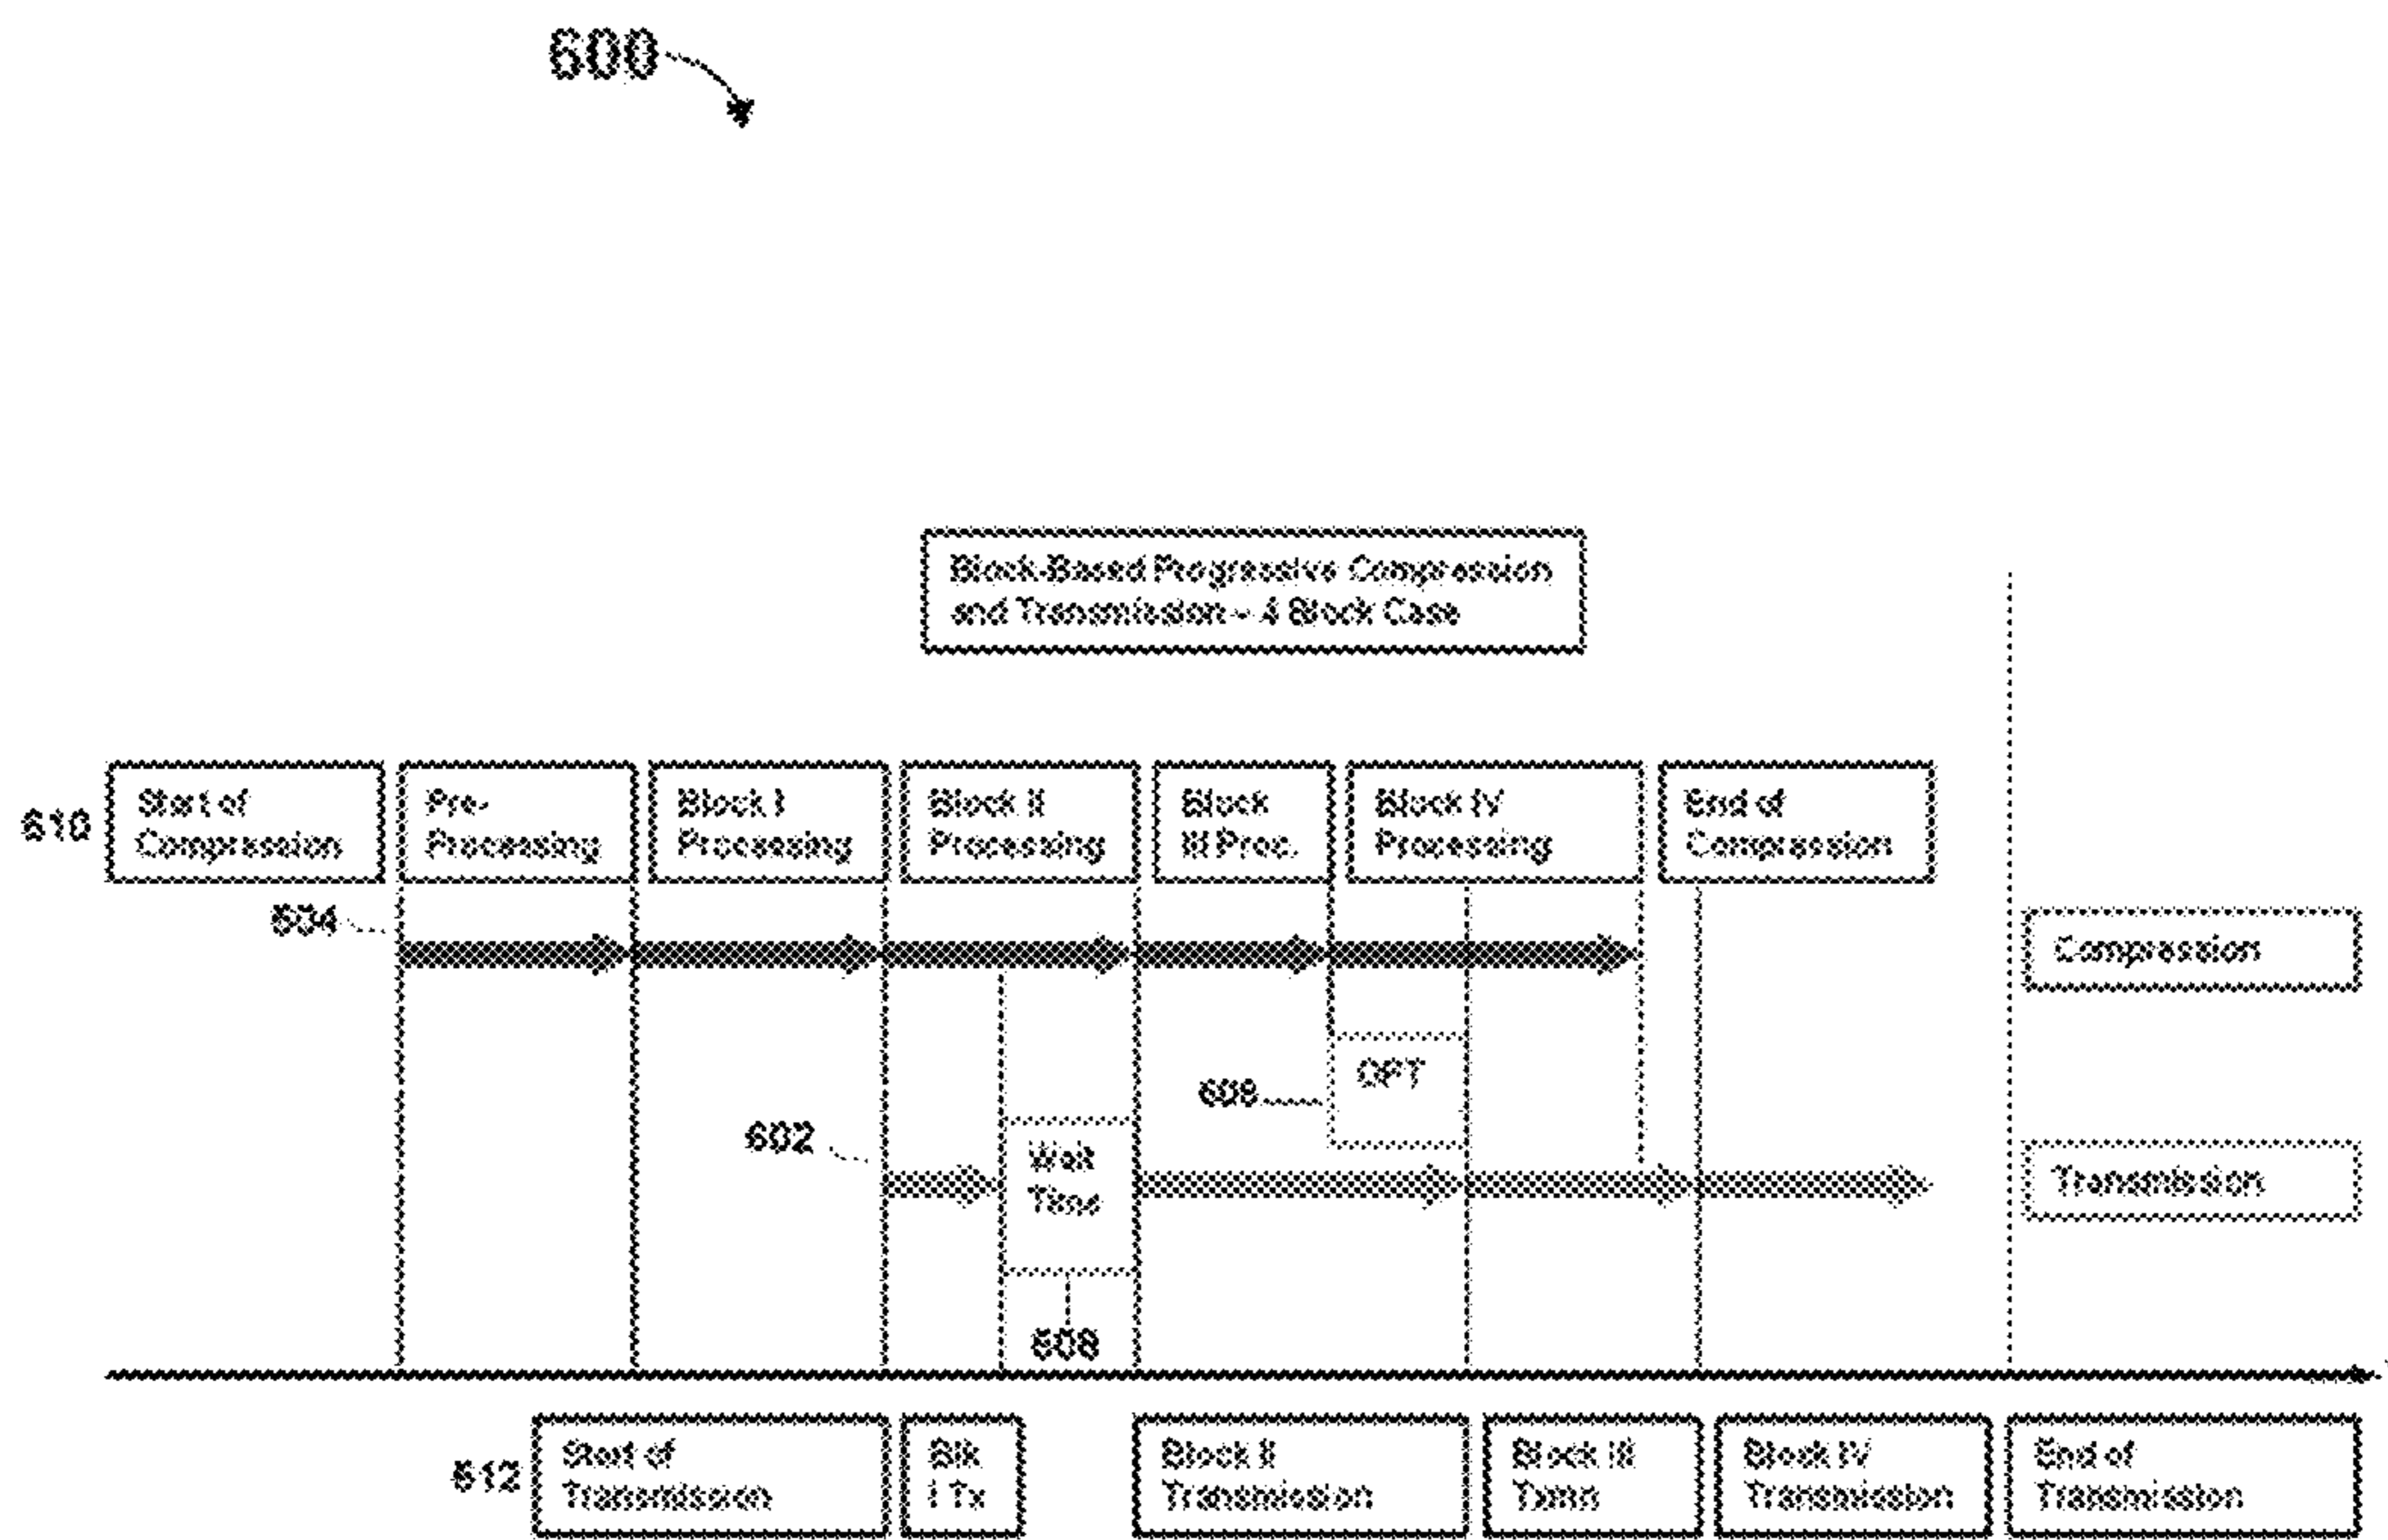 600
Block-Based Progressive Compression
and Transmission - 4 Block Case
610
Start of
Compression
Pre-
Processing
Block I
Processing
Block II
Processing
Block
III Proc.
Block IV
Processing
End of
Compression
604
Compression
OPT
608
602
Wait
Time
Transmission
608
612
Start of
Transmission
Blk
I Tx
Block II
Transmission
Block III
Block IV
Transmission
End of
Transmission